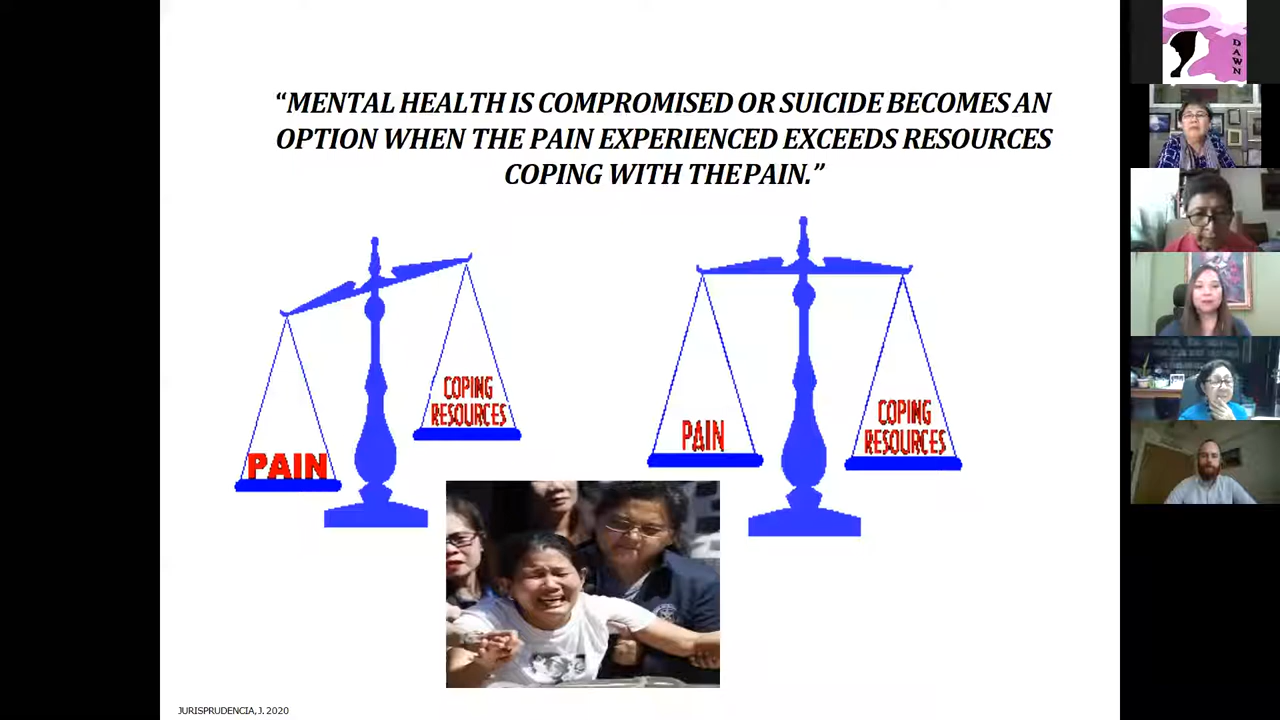 “MENTAL HEALTH IS COMPROMISED OR SUICIDE BECOMES AN
OPTION WHEN THE PAIN EXPERIENCED EXCEEDS RESOURCES
COPING WITH THE PAIN.”
COPING
RESOURCES
PAIN
PAIN
COPING
RESOURCES
JURISPRUDENCIA, J. 2020
DAWN